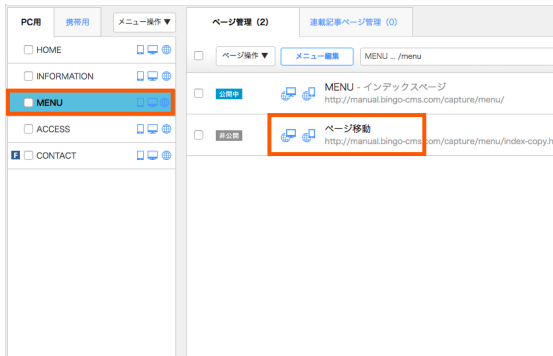 PC用 携帯用 メニュー操作 ▼
HOME
INFORMATION
MENU
ACCESS
F CONTACT
ページ管理（2） 連載記事ページ管理（0）
ページ操作 ▼ メニュー編集 MENU ... /menu
公開中 MENU - インデックスページ
http://manual.bingo-cms.com/capture/menu/
非公開 ページ移動
http://manual.bingo-cms.com/capture/menu/index-copy.h